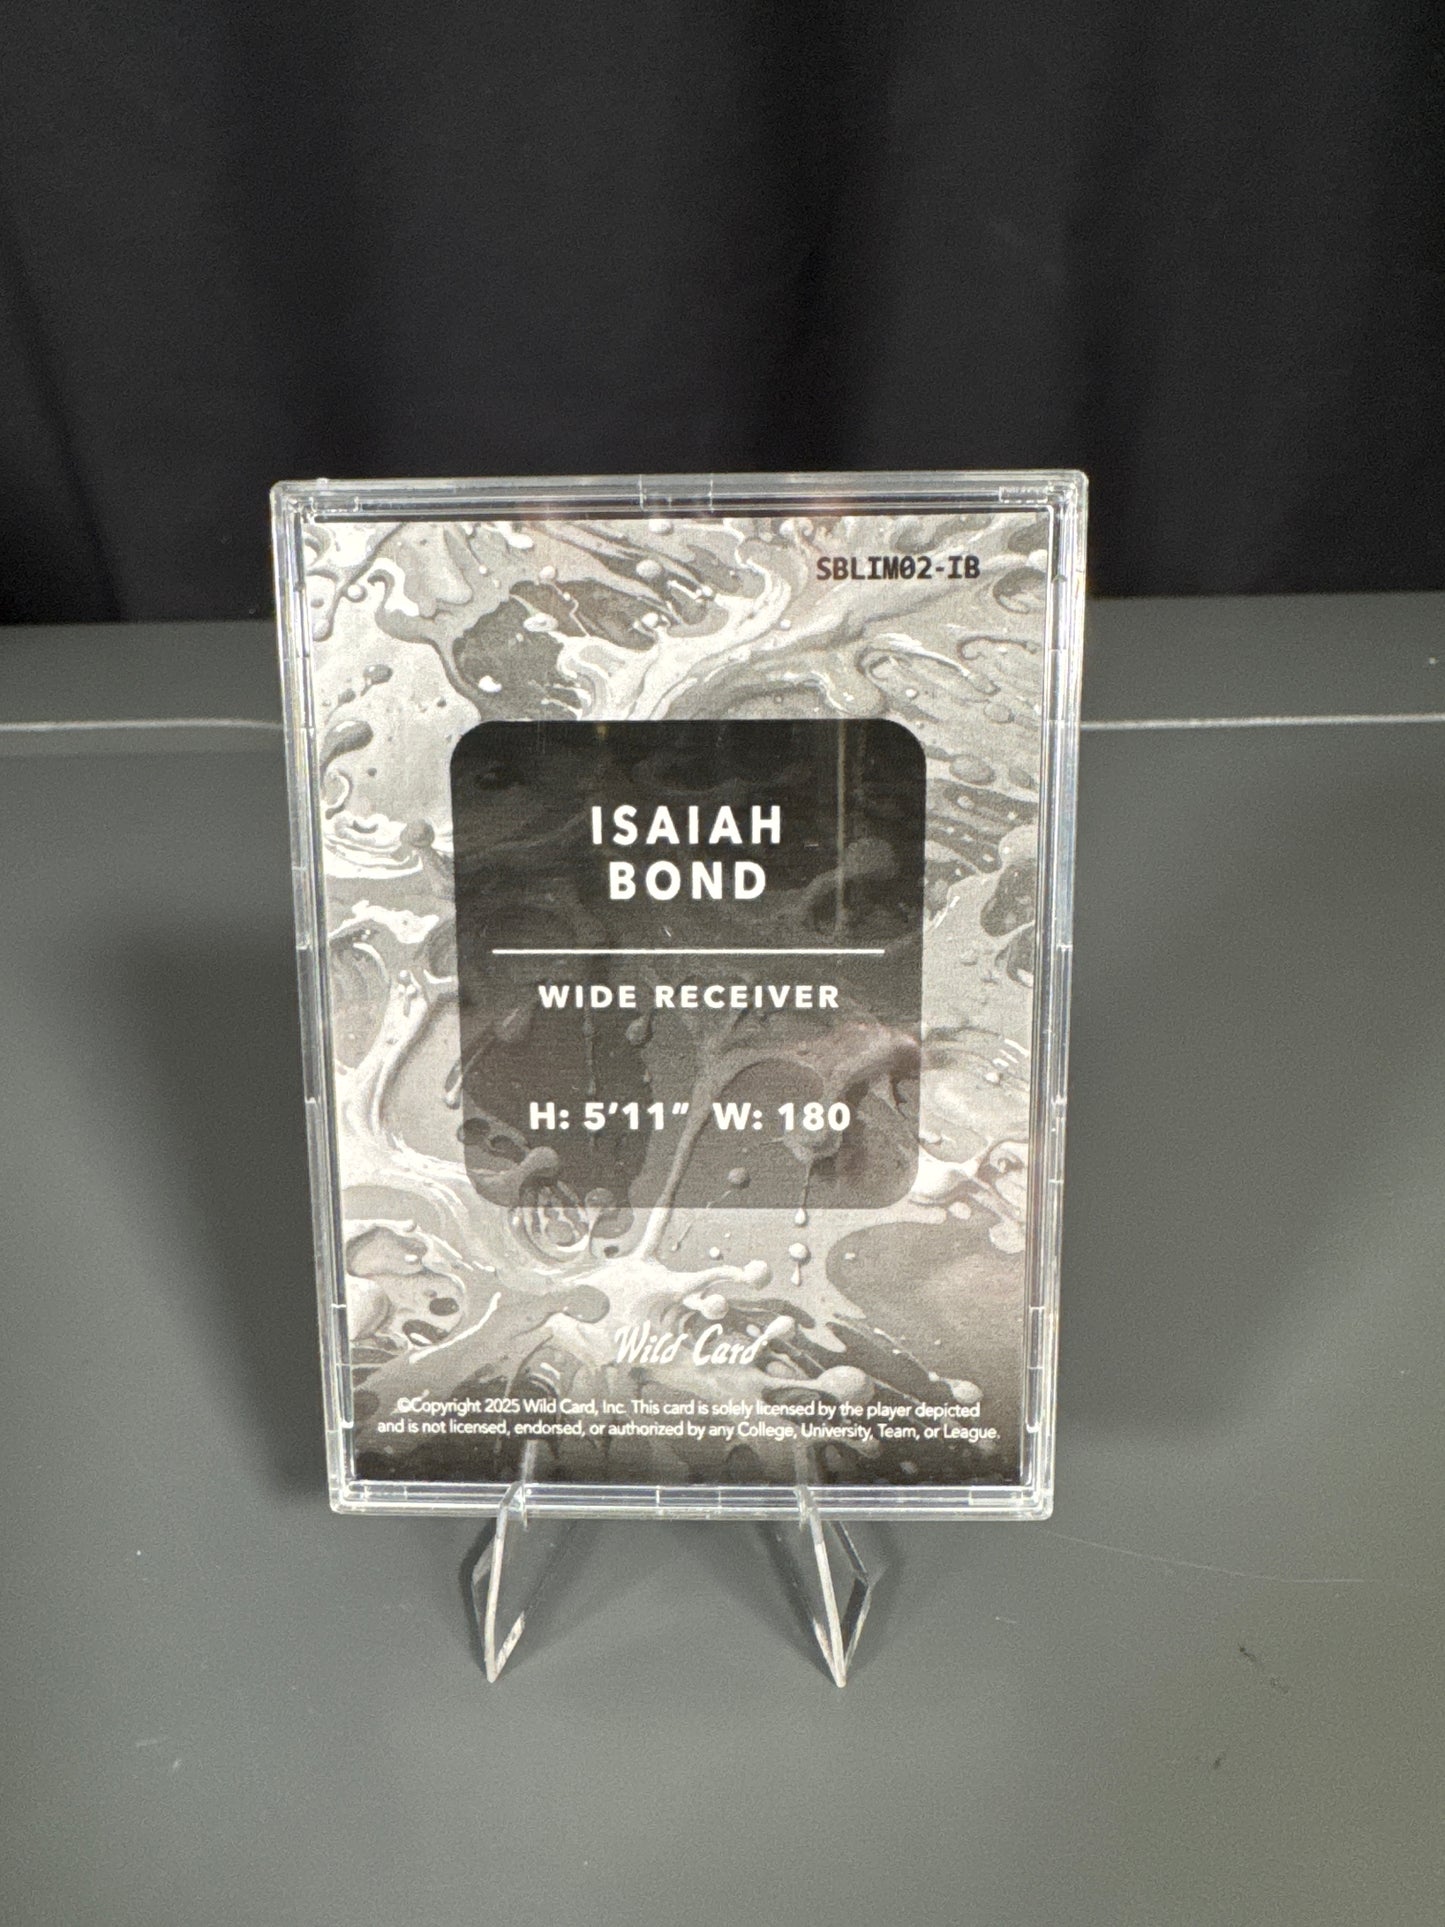 SBLIM02-IB
ISAIAH
BOND
WIDE RECEIVER
H: 5'11" W: 180
Wild Card
©Copyright 2025 Wild Card, Inc. This card is solely licensed by the player depicted
and is not licensed, endorsed, or authorized by any College, University, Team, or League.